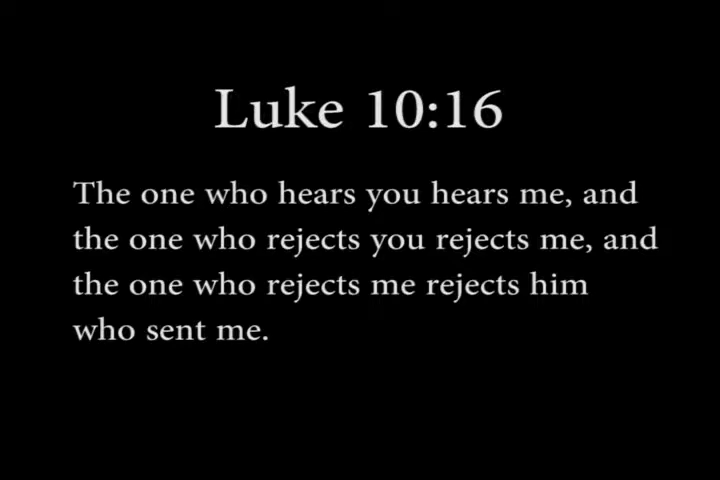 Luke 10:16
The one who hears you hears me, and
the one who rejects you rejects me, and
the one who rejects me rejects him
who sent me.